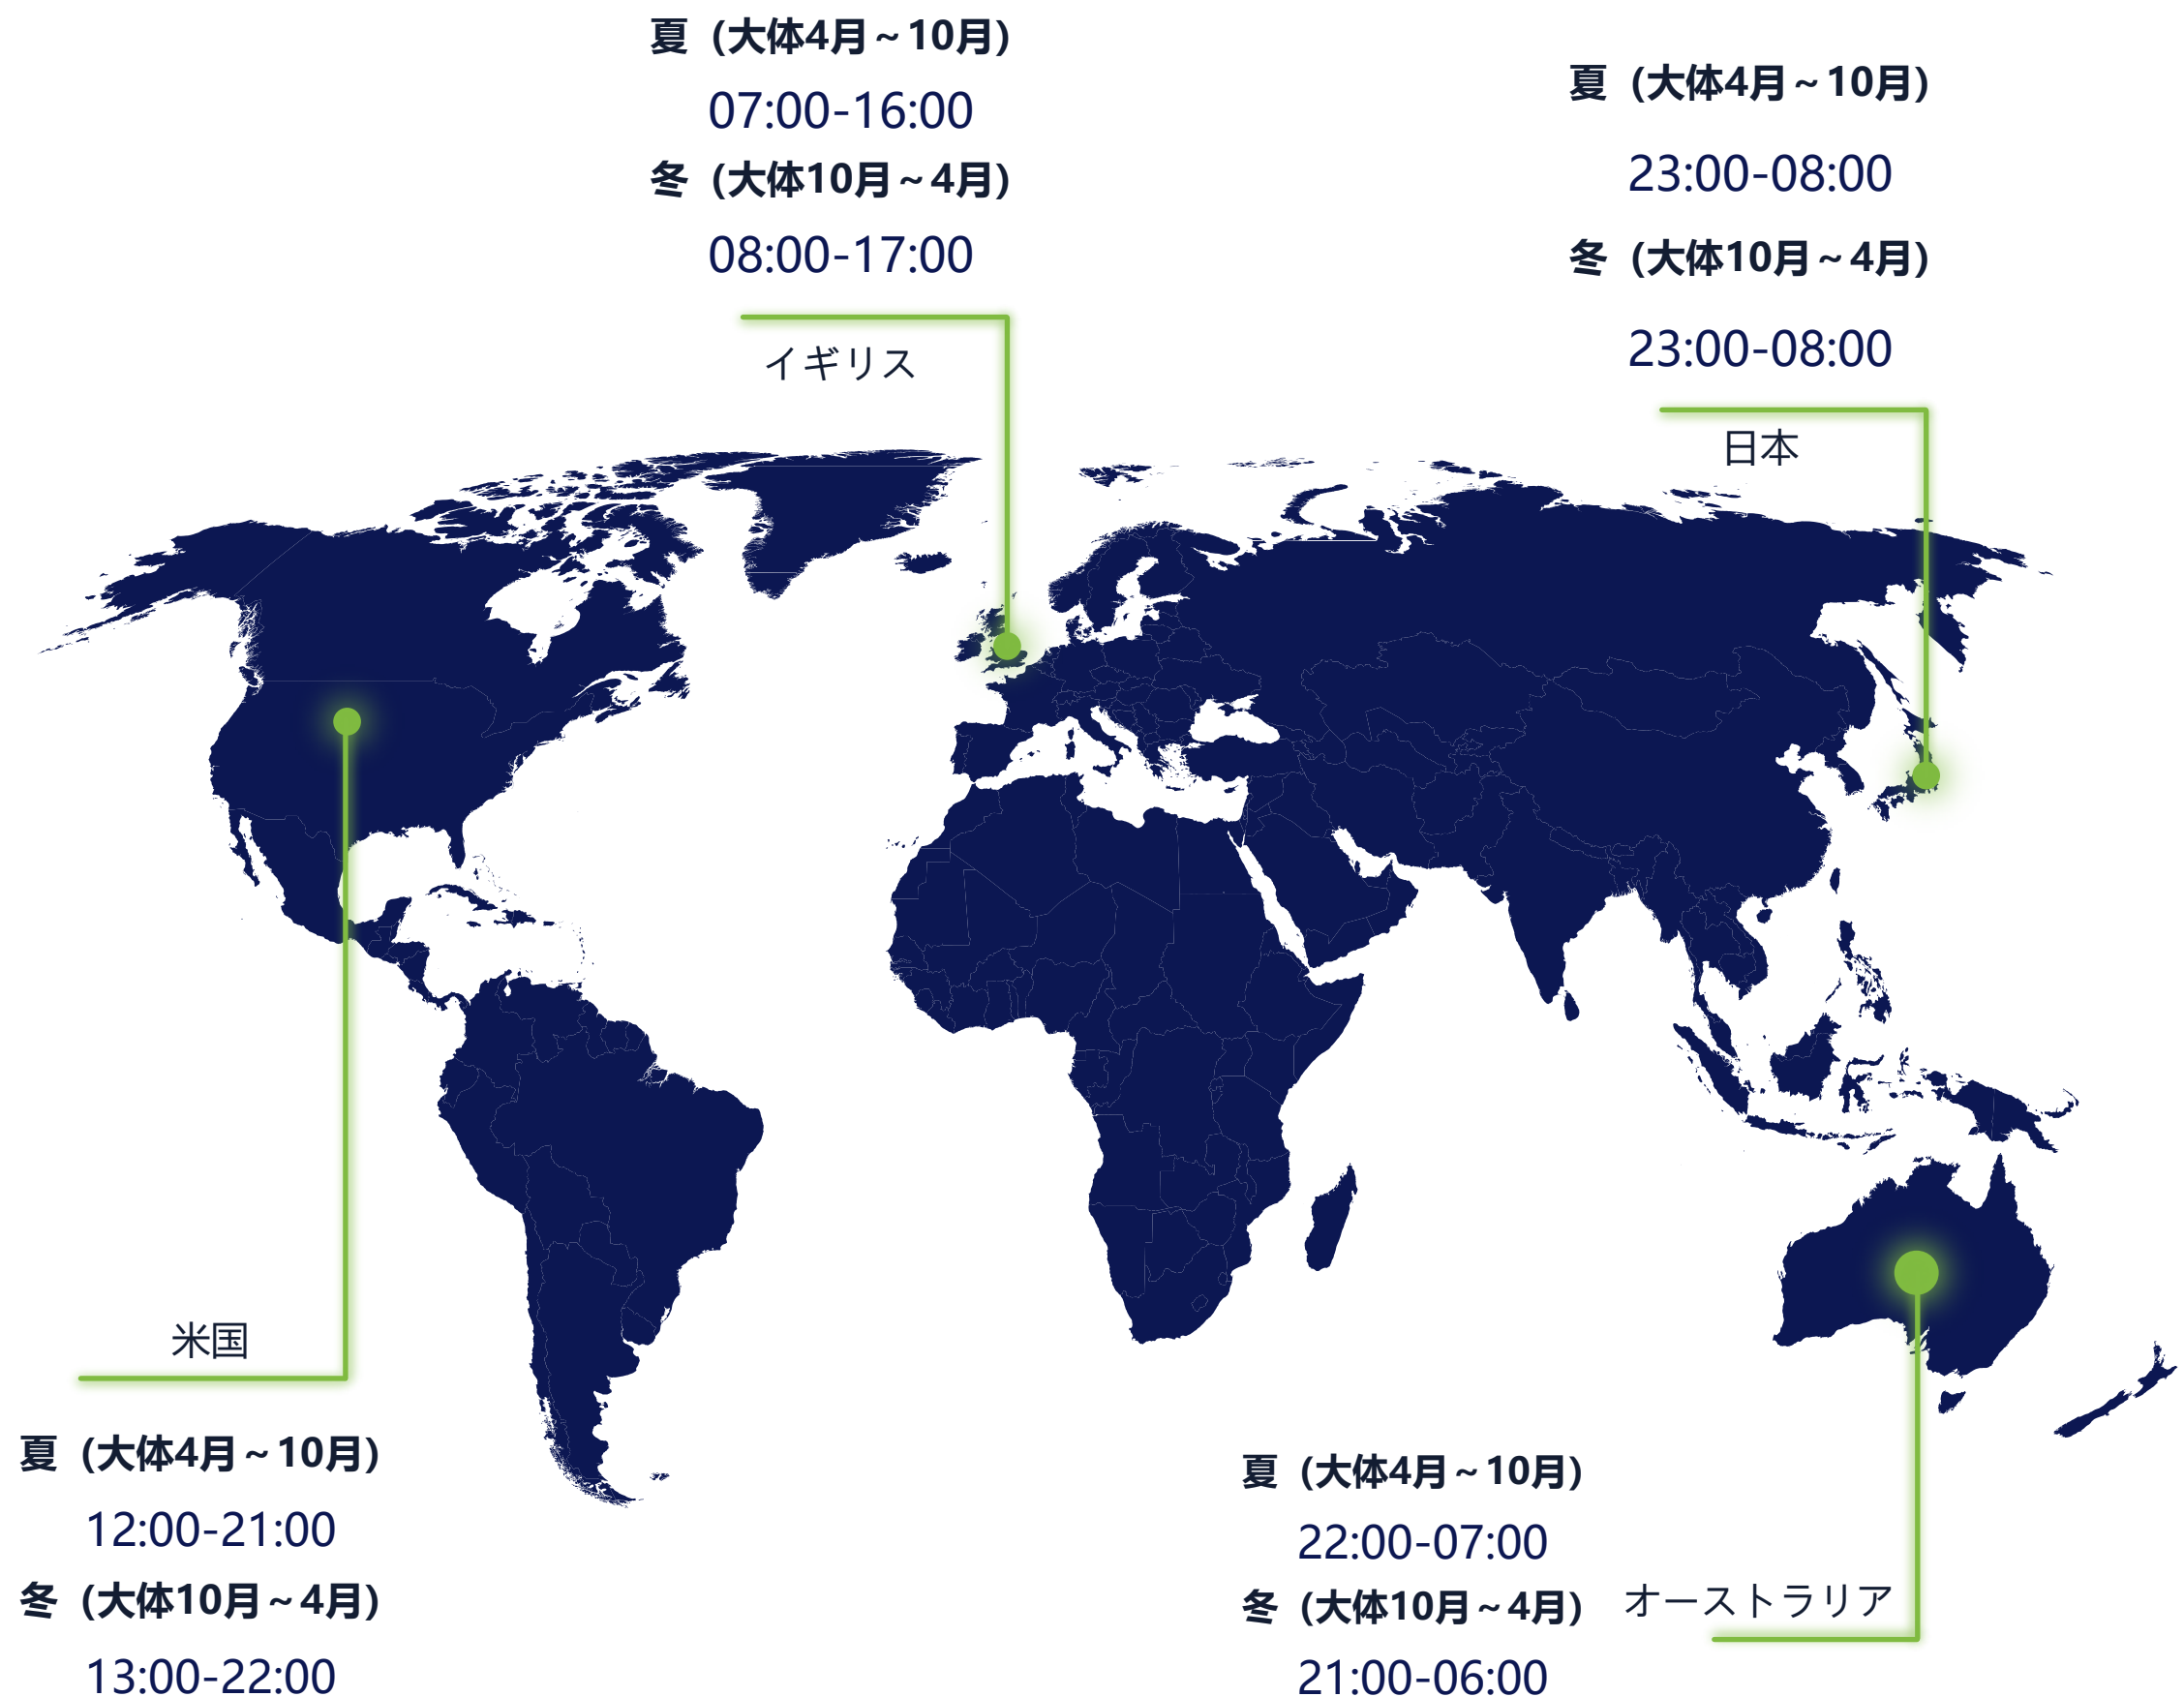 夏 (大体4月～10月)
07:00-16:00
冬 (大体10月～4月)
08:00-17:00
イギリス
夏 (大体4月～10月)
23:00-08:00
冬 (大体10月～4月)
23:00-08:00
日本
米国
夏 (大体4月～10月)
12:00-21:00
冬 (大体10月～4月)
13:00-22:00
夏 (大体4月～10月)
22:00-07:00
冬 (大体10月～4月)
21:00-06:00
オーストラリア